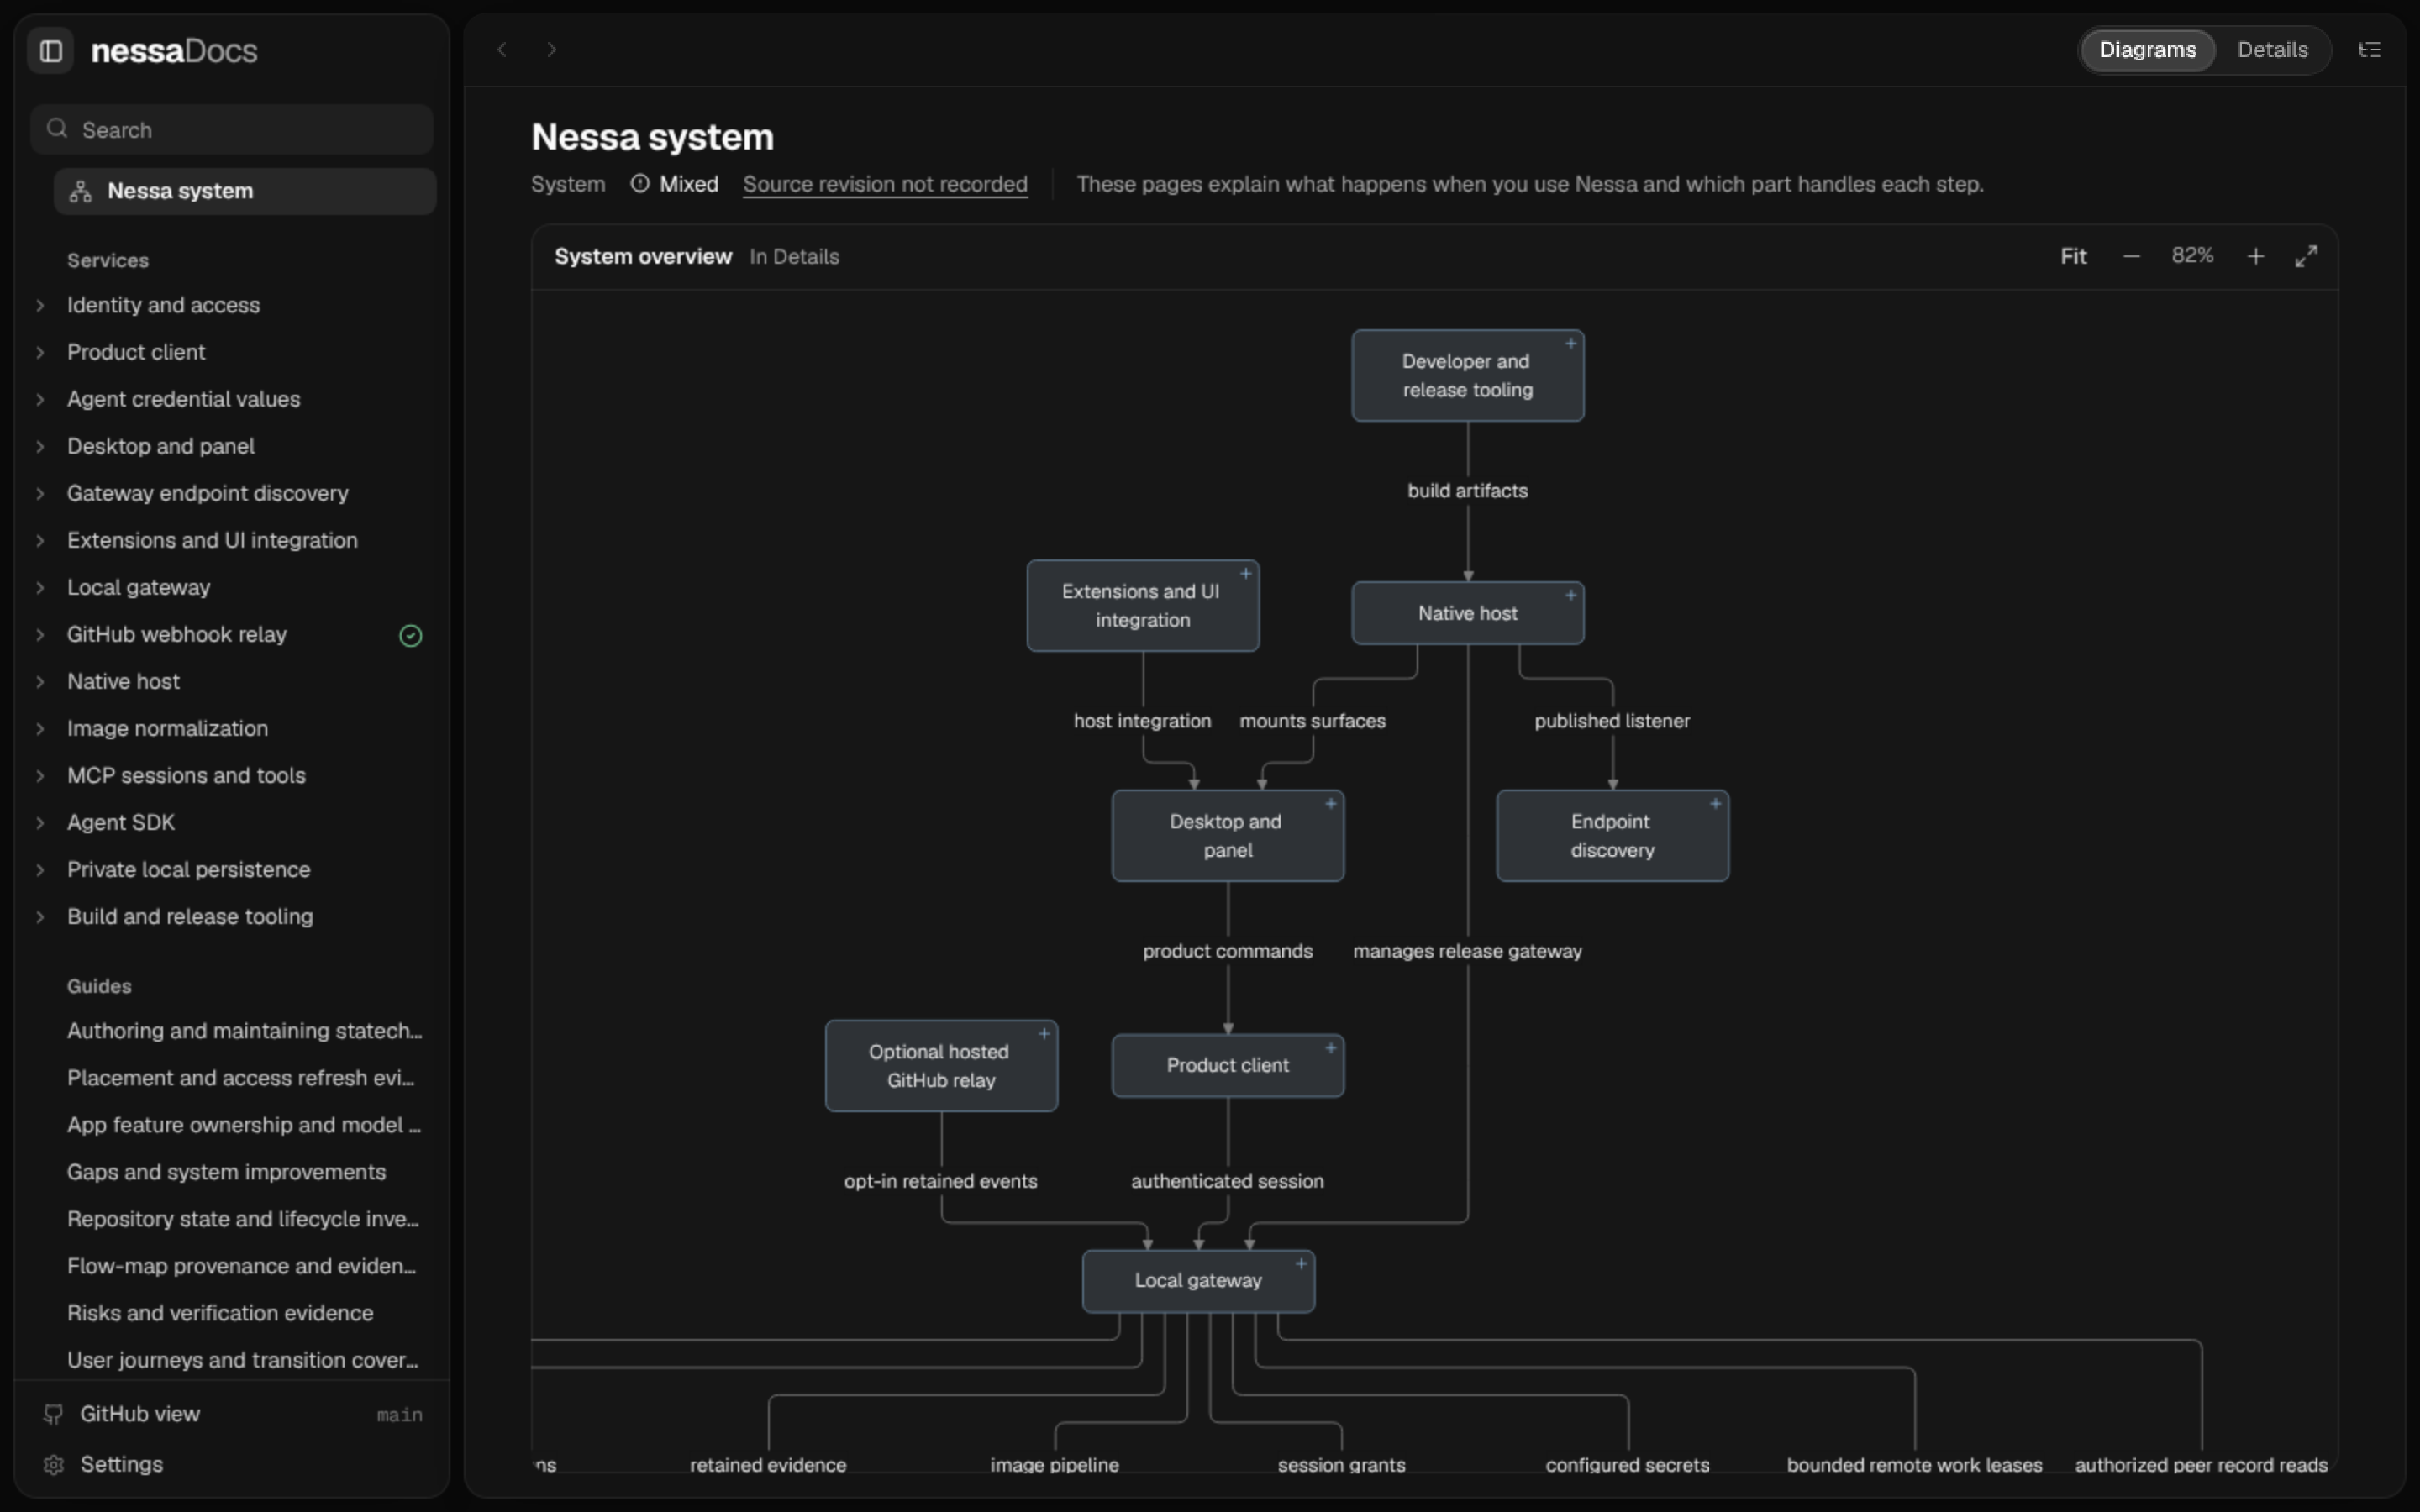 nessaDocs
Search
Nessa system
Services
Identity and access
Product client
Agent credential values
Desktop and panel
Gateway endpoint discovery
Extensions and UI integration
Local gateway
GitHub webhook relay
Native host
Image normalization
MCP sessions and tools
Agent SDK
Private local persistence
Build and release tooling
Guides
Authoring and maintaining statech…
Placement and access refresh evi…
App feature ownership and model …
Gaps and system improvements
Repository state and lifecycle inve…
Flow-map provenance and eviden…
Risks and verification evidence
User journeys and transition cover…
GitHub view main
Settings
Diagrams Details
Nessa system
System Mixed Source revision not recorded These pages explain what happens when you use Nessa and which part handles each step.
System overview In Details Fit — 82% +
Developer and
release tooling
build artifacts
Extensions and UI
integration
Native host
host integration mounts surfaces published listener
Desktop and
panel
Endpoint
discovery
product commands manages release gateway
Optional hosted
GitHub relay
Product client
opt-in retained events authenticated session
Local gateway
ns retained evidence image pipeline session grants configured secrets bounded remote work leases authorized peer record reads